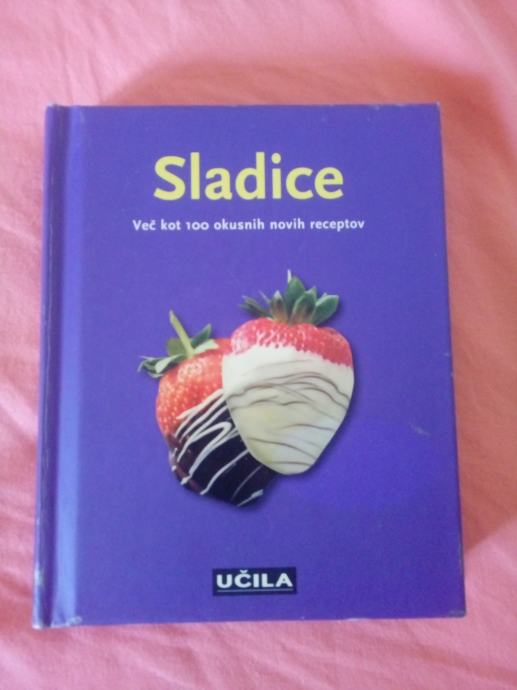 Sladice
Več kot 100 okusnih novih receptov
UČILA